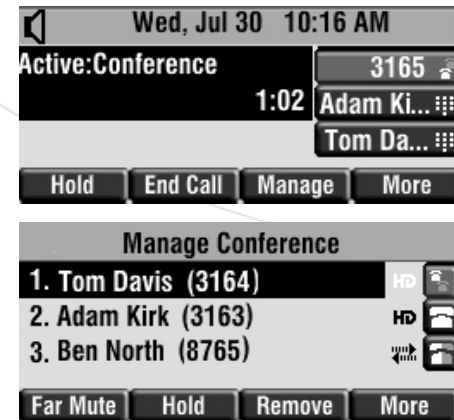 Wed, Jul 30 10:16 AM
Active:Conference
3165
1:02
Adam Ki...
Tom Da...
Hold End Call Manage More
Manage Conference
1. Tom Davis (3164) HD
2. Adam Kirk (3163) HD
3. Ben North (8765)
Far Mute Hold Remove More